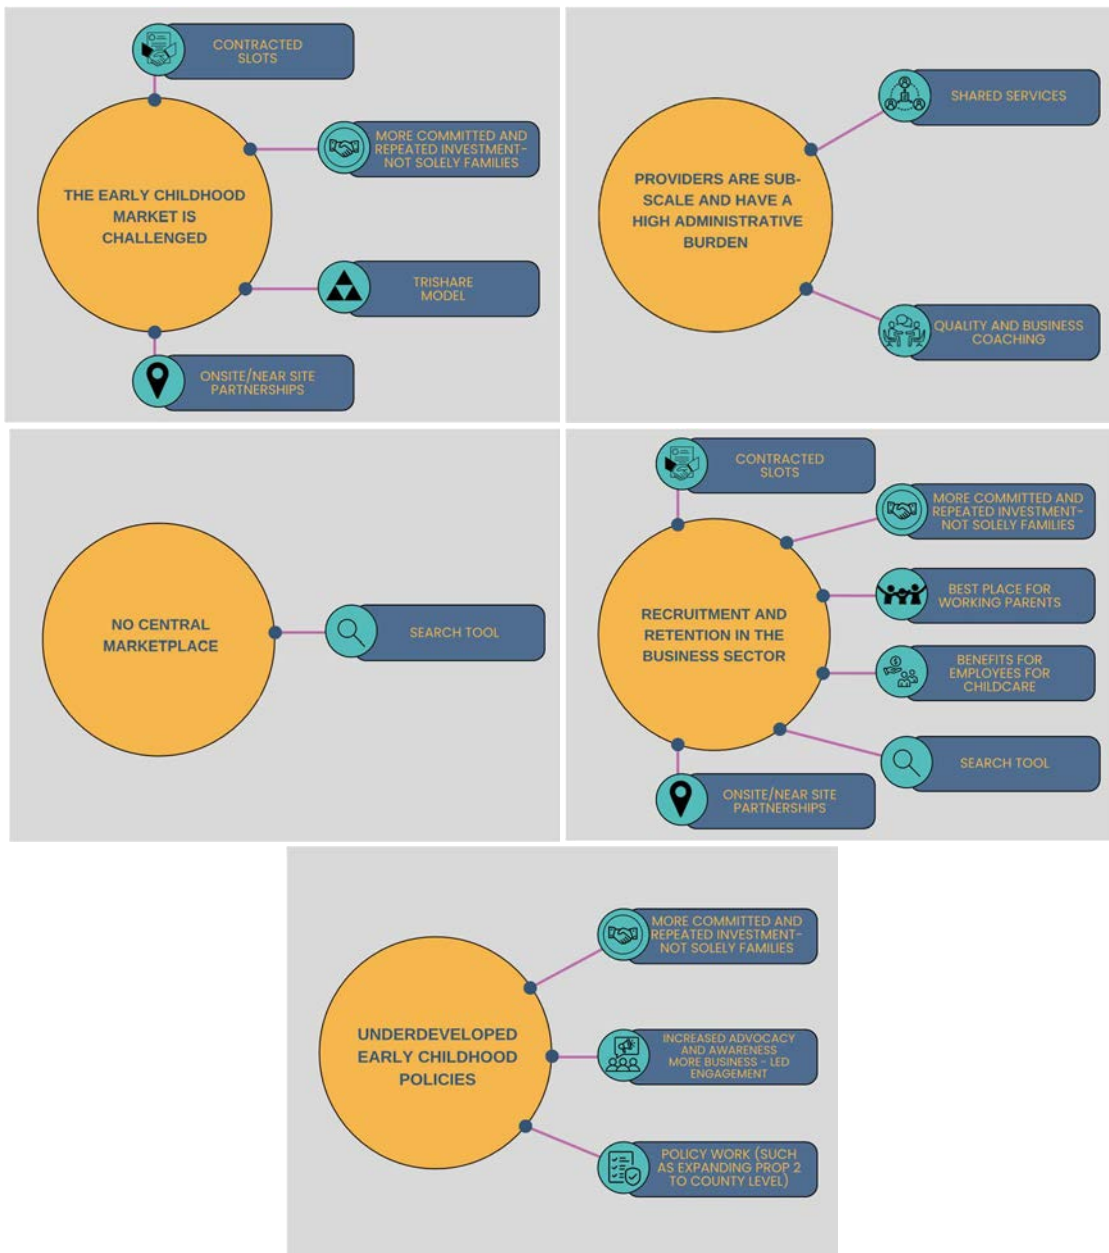 CONTRACTED
SLOTS
MORE COMMITTED AND
REPEATED INVESTMENT-
NOT SOLELY FAMILIES
THE EARLY CHILDHOOD
MARKET IS
CHALLENGED
TRISHARE
MODEL
ONSITE/NEAR SITE
PARTNERSHIPS
SHARED SERVICES
PROVIDERS ARE SUB-
SCALE AND HAVE A
HIGH ADMINISTRATIVE
BURDEN
QUALITY AND BUSINESS
COACHING
NO CENTRAL
MARKETPLACE
SEARCH TOOL
CONTRACTED
SLOTS
MORE COMMITTED AND
REPEATED INVESTMENT-
NOT SOLELY FAMILIES
BEST PLACE FOR
WORKING PARENTS
RECRUITMENT AND
RETENTION IN THE
BUSINESS SECTOR
BENEFITS FOR
EMPLOYEES FOR
CHILDCARE
SEARCH TOOL
ONSITE/NEAR SITE
PARTNERSHIPS
MORE COMMITTED AND
REPEATED INVESTMENT-
NOT SOLELY FAMILIES
UNDERDEVELOPED
EARLY CHILDHOOD
POLICIES
INCREASED ADVOCACY
AND AWARENESS
MORE BUSINESS - LED
ENGAGEMENT
POLICY WORK (SUCH
AS EXPANDING PROP 2
TO COUNTY LEVEL)